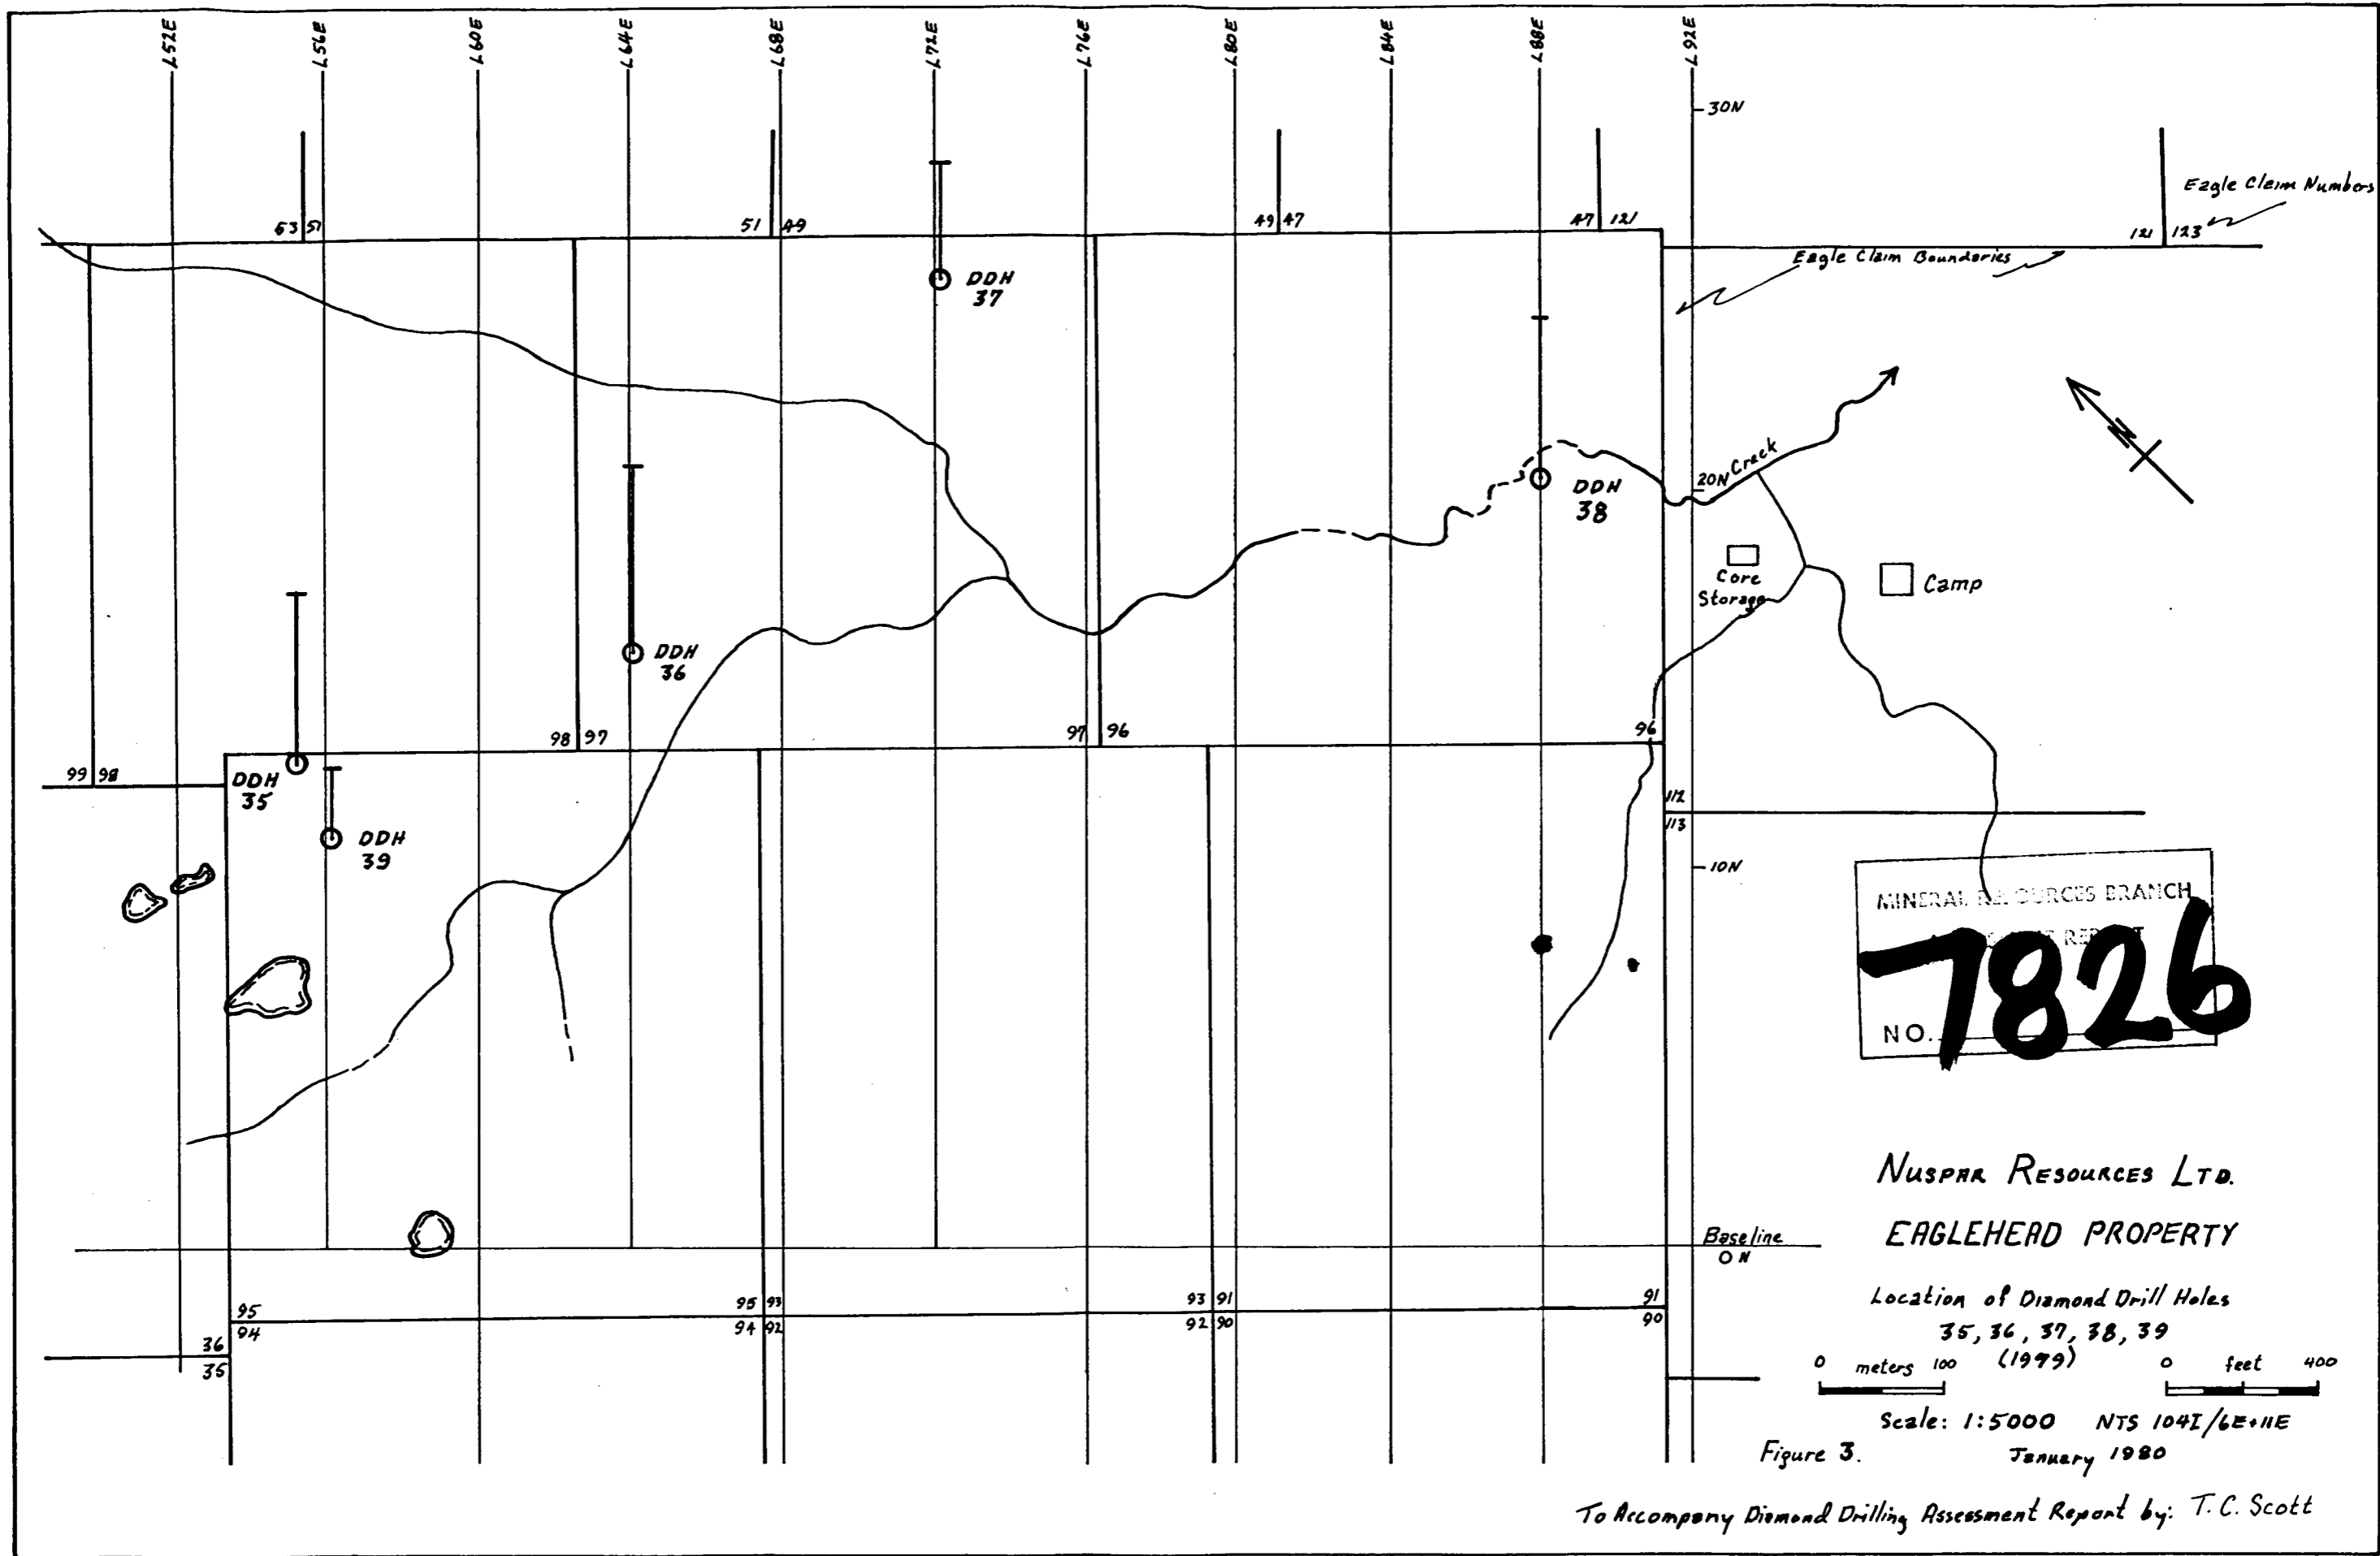 L52E
L56E
L60E
L64E
L68E
L72E
L76E
L80E
L84E
L88E
L92E
30N
Eagle Claim Numbers
53 51
51 49
49 47
47 121
121 123
Eagle Claim Boundaries
DDH
37
Creek
20N
DDH
38
Core
Storage
Camp
DDH
36
N
98 97
97 96
96
99 98
DDH
35
112
113
DDH
39
10N
MINERAL RESOURCES BRANCH
REPORT
NO. 7826
Baseline
0 N
NUSPAR RESOURCES LTD.
EAGLEHEAD PROPERTY
95
94
95 93
94 92
93 91
92 90
91
90
36
35
Location of Diamond Drill Holes
35, 36, 37, 38, 39
(1979)
0 meters 100
0 feet 400
Scale: 1:5000 NTS 104I/6E+11E
Figure 3. January 1980
To Accompany Diamond Drilling Assessment Report by: T. C. Scott